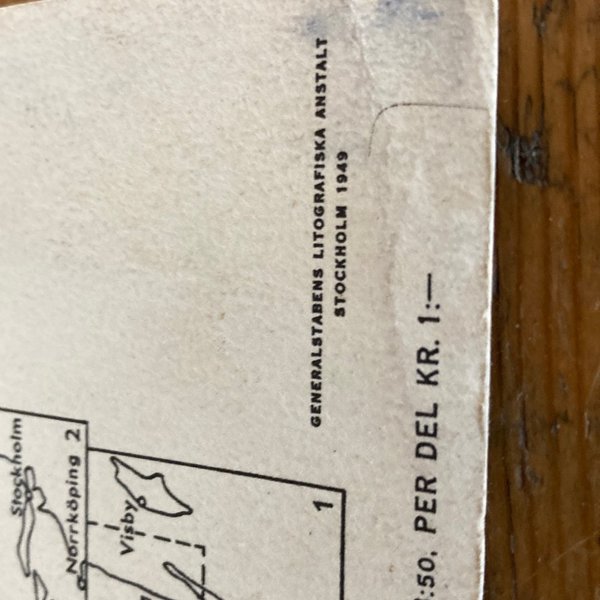 GENERALSTABENS LITOGRAFISKA ANSTALT
STOCKHOLM 1949
:50, PER DEL KR. 1:—
Stockholm
Norrköping 2
Visby
1